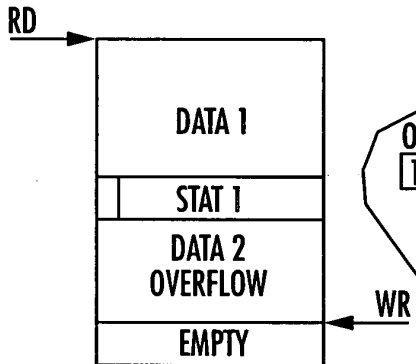 RD
DATA 1
STAT 1
DATA 2
OVERFLOW
WR
EMPTY